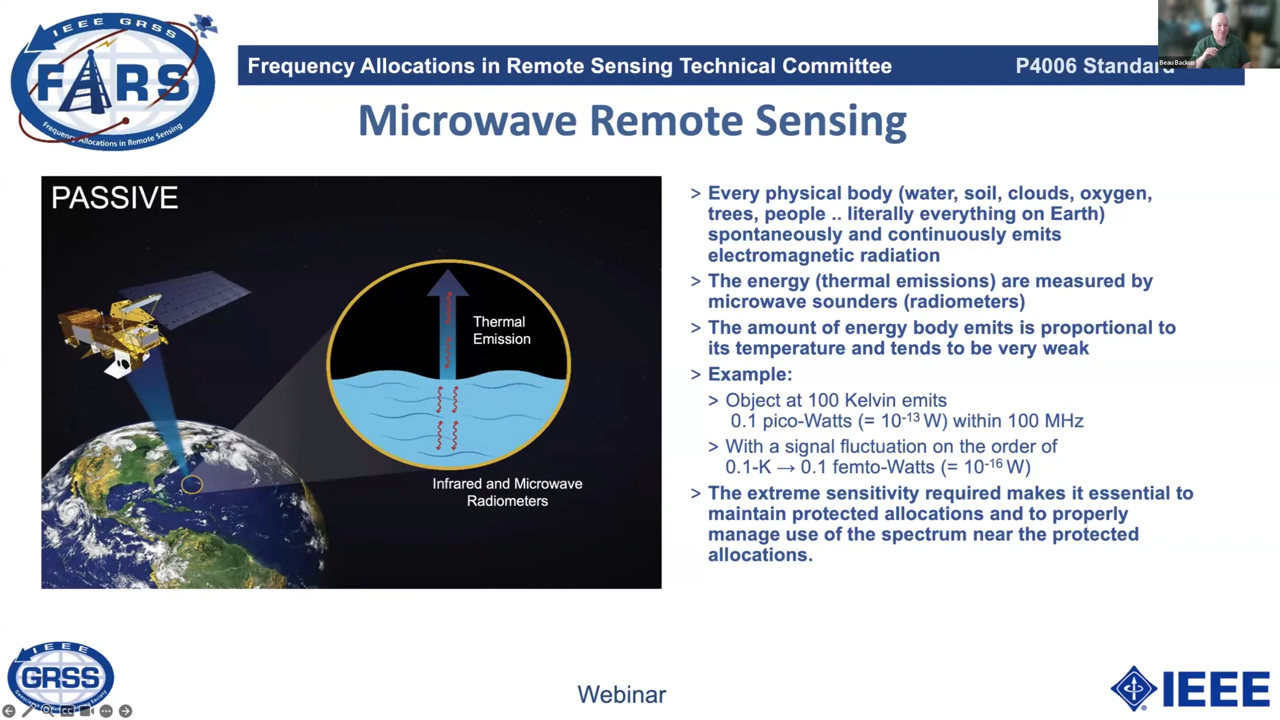 IEEE GRSS
FARS
Frequency Allocations in Remote Sensing
Frequency Allocations in Remote Sensing Technical Committee
P4006 Standard
Beau Backus
Microwave Remote Sensing
PASSIVE
Thermal
Emission
Infrared and Microwave
Radiometers
> Every physical body (water, soil, clouds, oxygen,
trees, people .. literally everything on Earth)
spontaneously and continuously emits
electromagnetic radiation
> The energy (thermal emissions) are measured by
microwave sounders (radiometers)
> The amount of energy body emits is proportional to
its temperature and tends to be very weak
> Example:
> Object at 100 Kelvin emits
0.1 pico-Watts (= 10⁻¹³ W) within 100 MHz
> With a signal fluctuation on the order of
0.1-K → 0.1 femto-Watts (= 10⁻¹⁶ W)
> The extreme sensitivity required makes it essential to
maintain protected allocations and to properly
manage use of the spectrum near the protected
allocations.
IEEE
GRSS
Webinar
IEEE